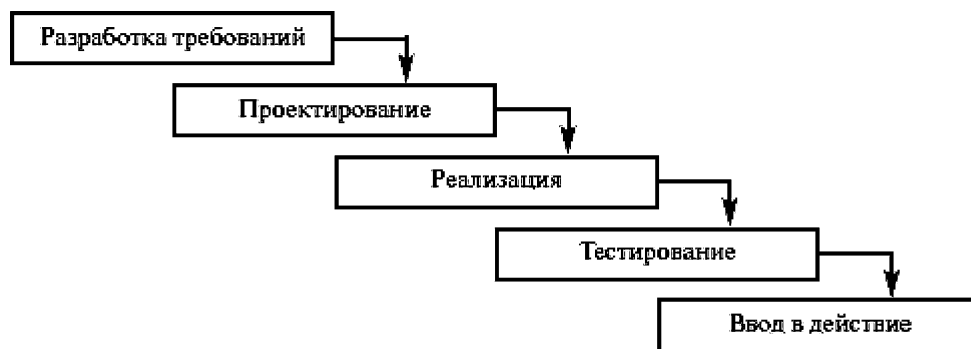 Разработка требований
Проектирование
Реализация
Тестирование
Ввод в действие